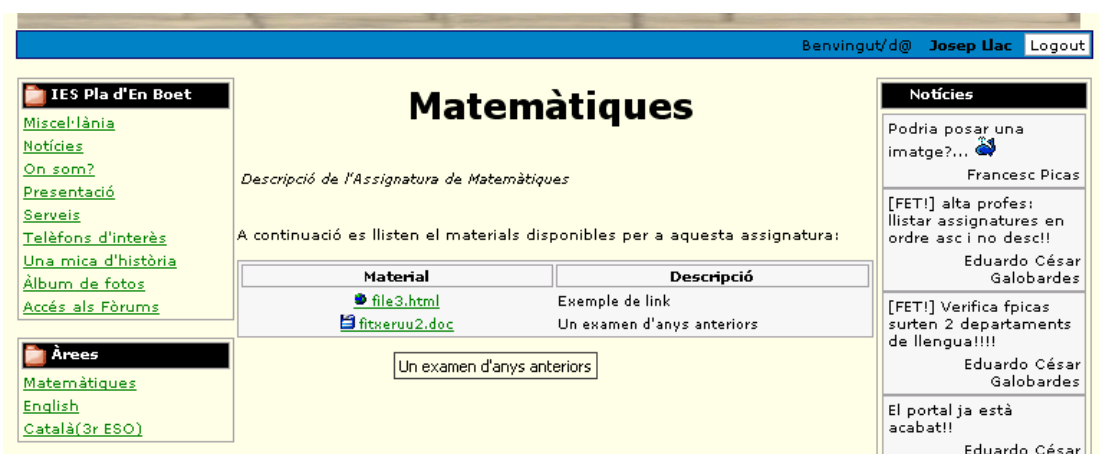 Benvingut/d@ Josep Llac Logout
IES Pla d'En Boet
Miscel·lània
Notícies
On som?
Presentació
Serveis
Telèfons d'interès
Una mica d'història
Àlbum de fotos
Accés als Fòrums
Àrees
Matemàtiques
English
Català(3r ESO)
Matemàtiques
Descripció de l'Assignatura de Matemàtiques
A continuació es llisten el materials disponibles per a aquesta assignatura:
Material Descripció
file3.html Exemple de link
fitxeruu2.doc Un examen d'anys anteriors
Un examen d'anys anteriors
Notícies
Podria posar una
imatge?...
Francesc Picas
[FET!] alta profes:
llistar assignatures en
ordre asc i no desc!!
Eduardo César
Galobardes
[FET!] Verifica fpicas
surten 2 departaments
de llengua!!!!
Eduardo César
Galobardes
El portal ja està
acabat!!
Eduardo César